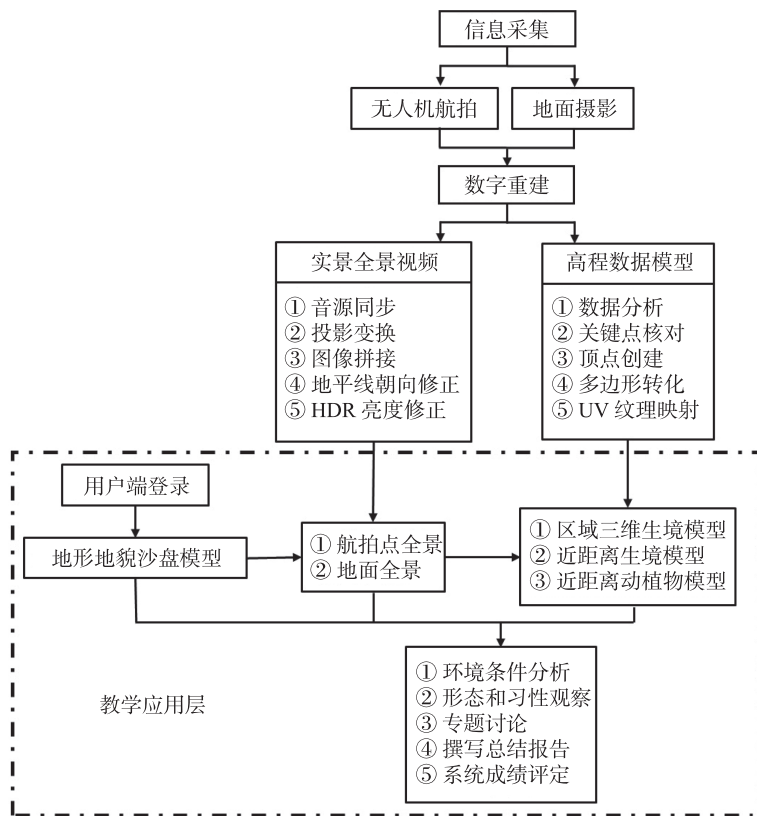 信息采集
无人机航拍
地面摄影
数字重建
实景全景视频
① 音源同步
② 投影变换
③ 图像拼接
④ 地平线朝向修正
⑤ HDR 亮度修正
高程数据模型
① 数据分析
② 关键点核对
③ 顶点创建
④ 多边形转化
⑤ UV 纹理映射
用户端登录
地形地貌沙盘模型
① 航拍点全景
② 地面全景
① 区域三维生境模型
② 近距离生境模型
③ 近距离动植物模型
教学应用层
① 环境条件分析
② 形态和习性观察
③ 专题讨论
④ 撰写总结报告
⑤ 系统成绩评定